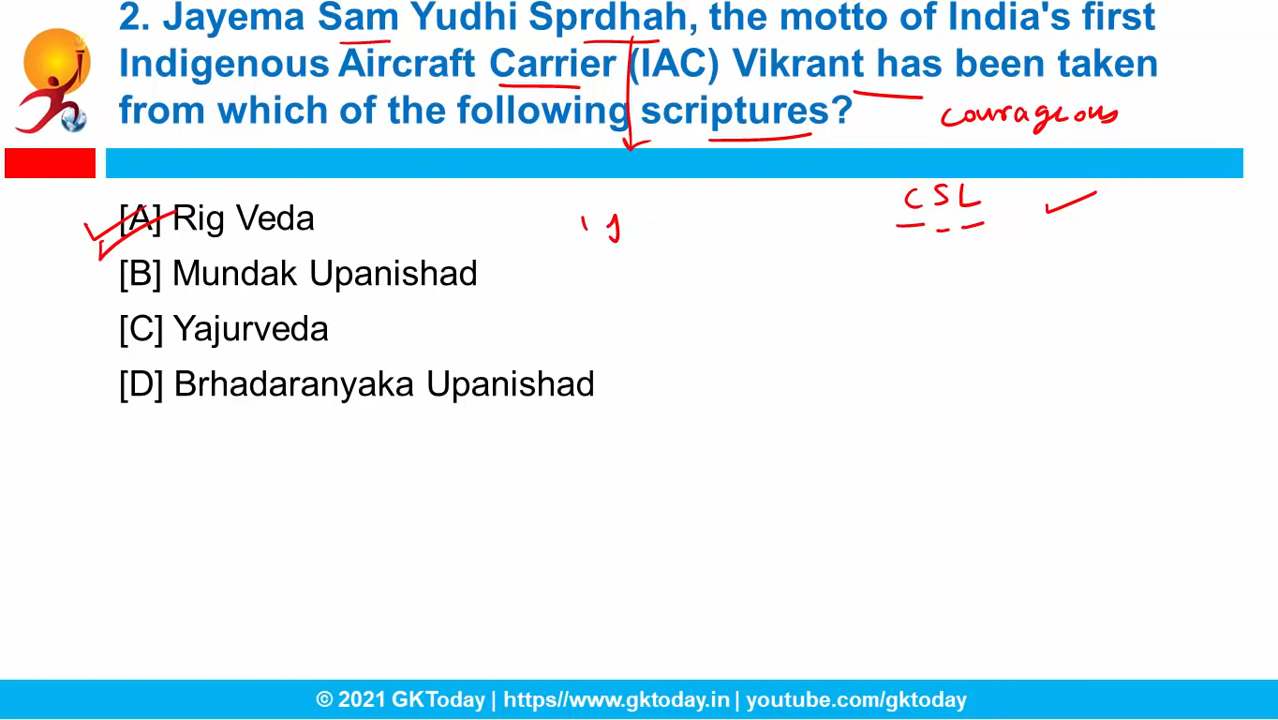 2. Jayema Sam Yudhi Sprdhah, the motto of India's first
Indigenous Aircraft Carrier (IAC) Vikrant has been taken
from which of the following scriptures?
courageous
CSL
[A] Rig Veda
[B] Mundak Upanishad
[C] Yajurveda
[D] Brhadaranyaka Upanishad
© 2021 GKToday | https//www.gktoday.in | youtube.com/gktoday